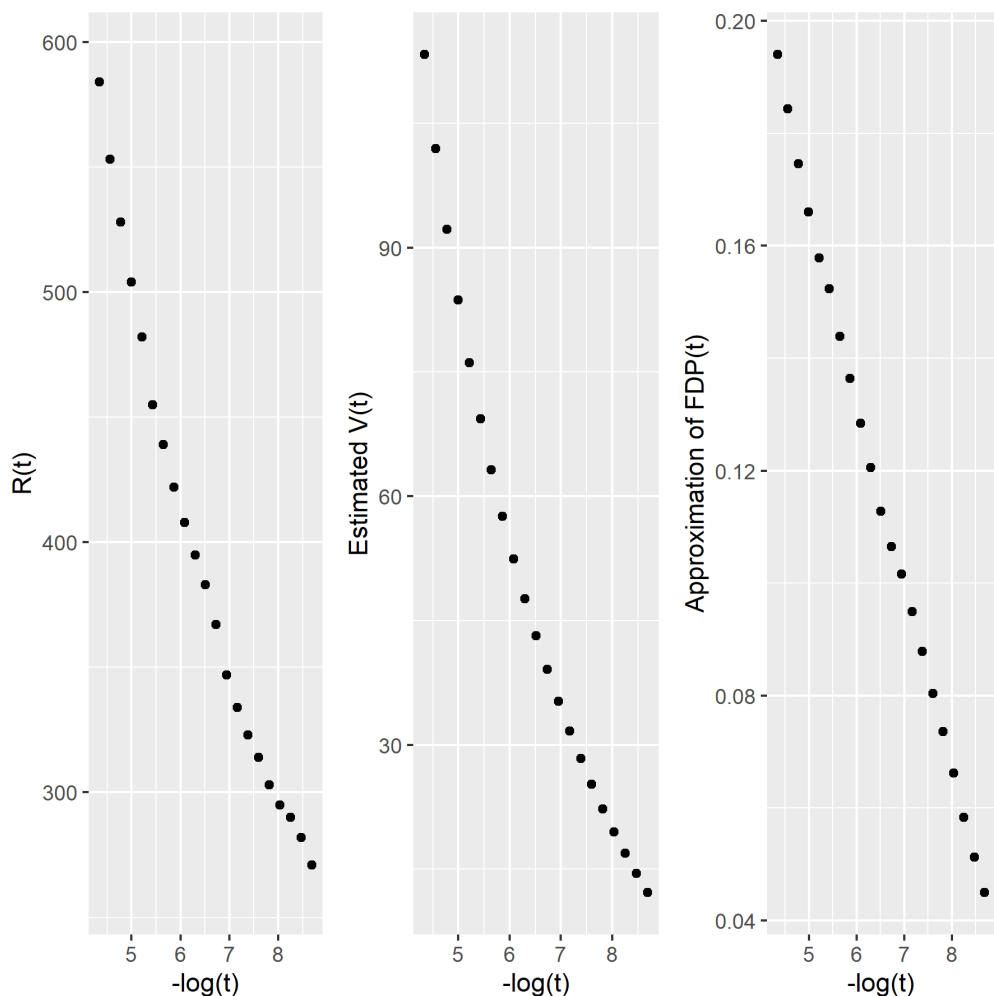 R(t)
600
500
400
300
5 6 7 8
-log(t)
Estimated V(t)
90
60
30
5 6 7 8
-log(t)
Approximation of FDP(t)
0.20
0.16
0.12
0.08
0.04
5 6 7 8
-log(t)